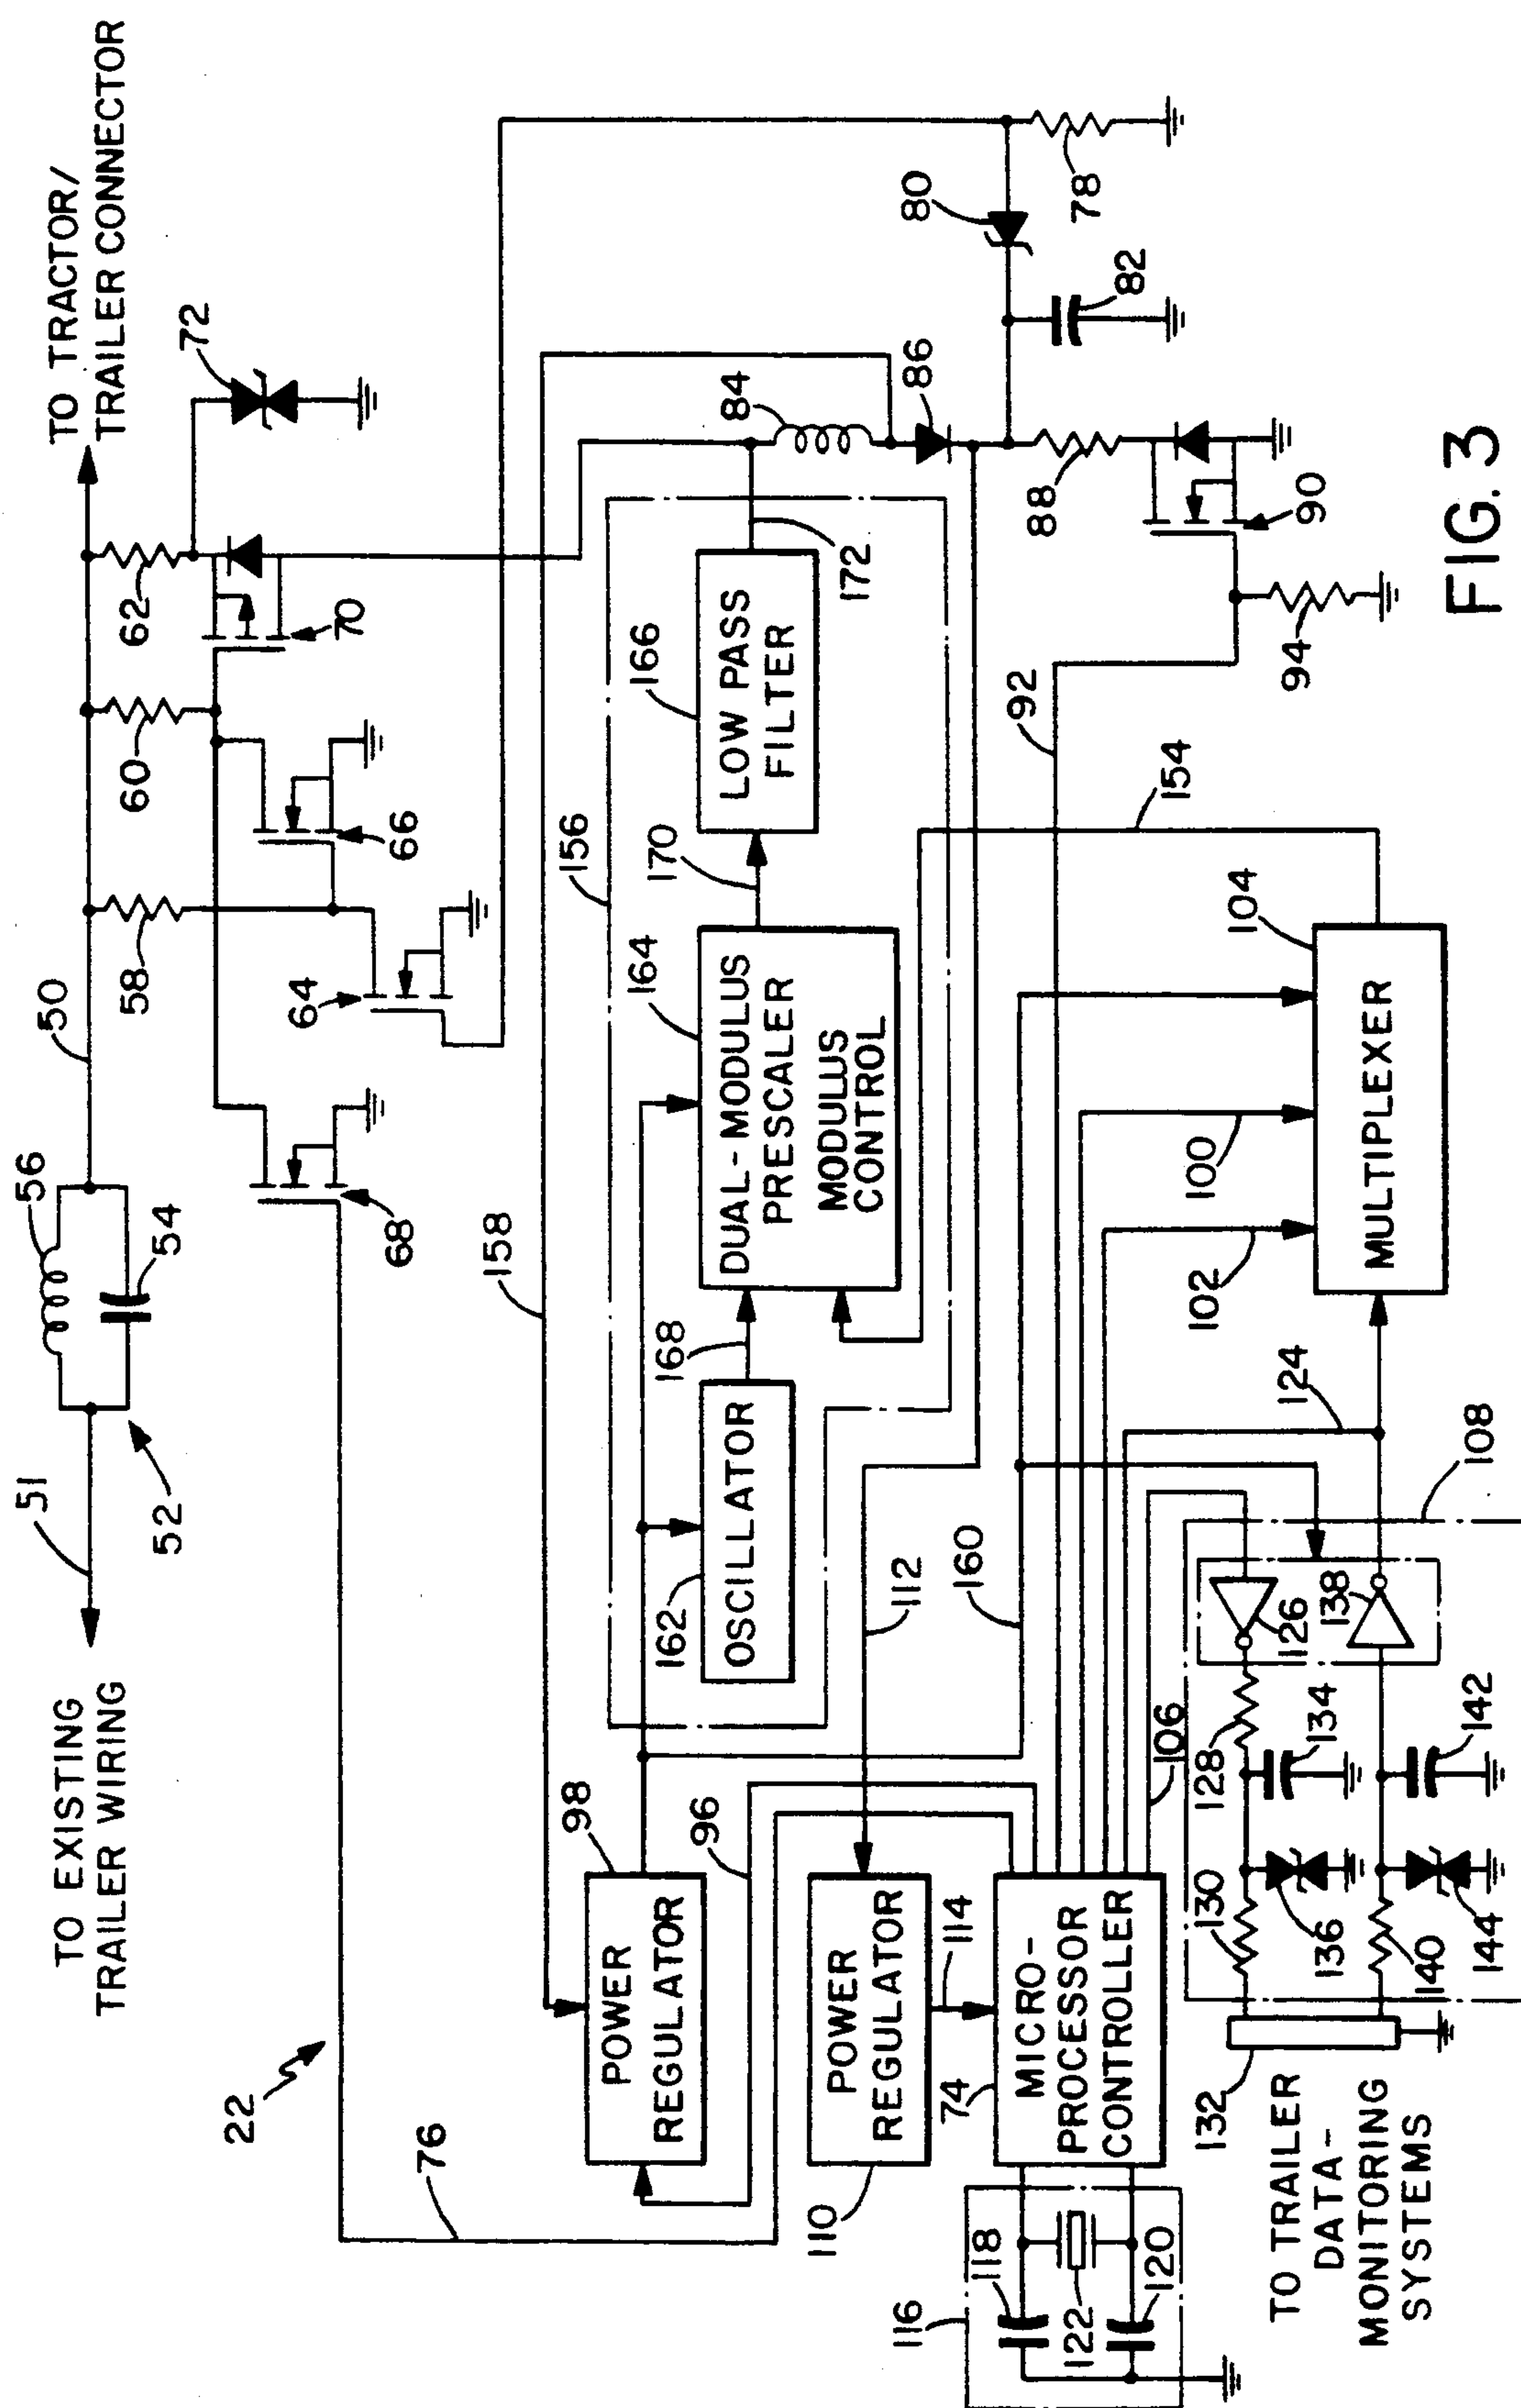 TO EXISTING
TRAILER WIRING
51
52
56
54
50
TO TRACTOR/
TRAILER CONNECTOR
22
76
68
58
64
60
66
62
70
72
158
156
98
POWER
REGULATOR
96
162
OSCILLATOR
168
164
DUAL-MODULUS
PRESCALER
MODULUS
CONTROL
170
166
LOW PASS
FILTER
172
84
86
80
82
78
88
90
92
94
110
POWER
REGULATOR
112
114
74
MICRO-
PROCESSOR
CONTROLLER
116
118
122
120
160
106
102
100
104
MULTIPLEXER
154
124
108
126
138
128
134
130
136
140
142
144
132
TO TRAILER
DATA-
MONITORING
SYSTEMS
FIG. 3